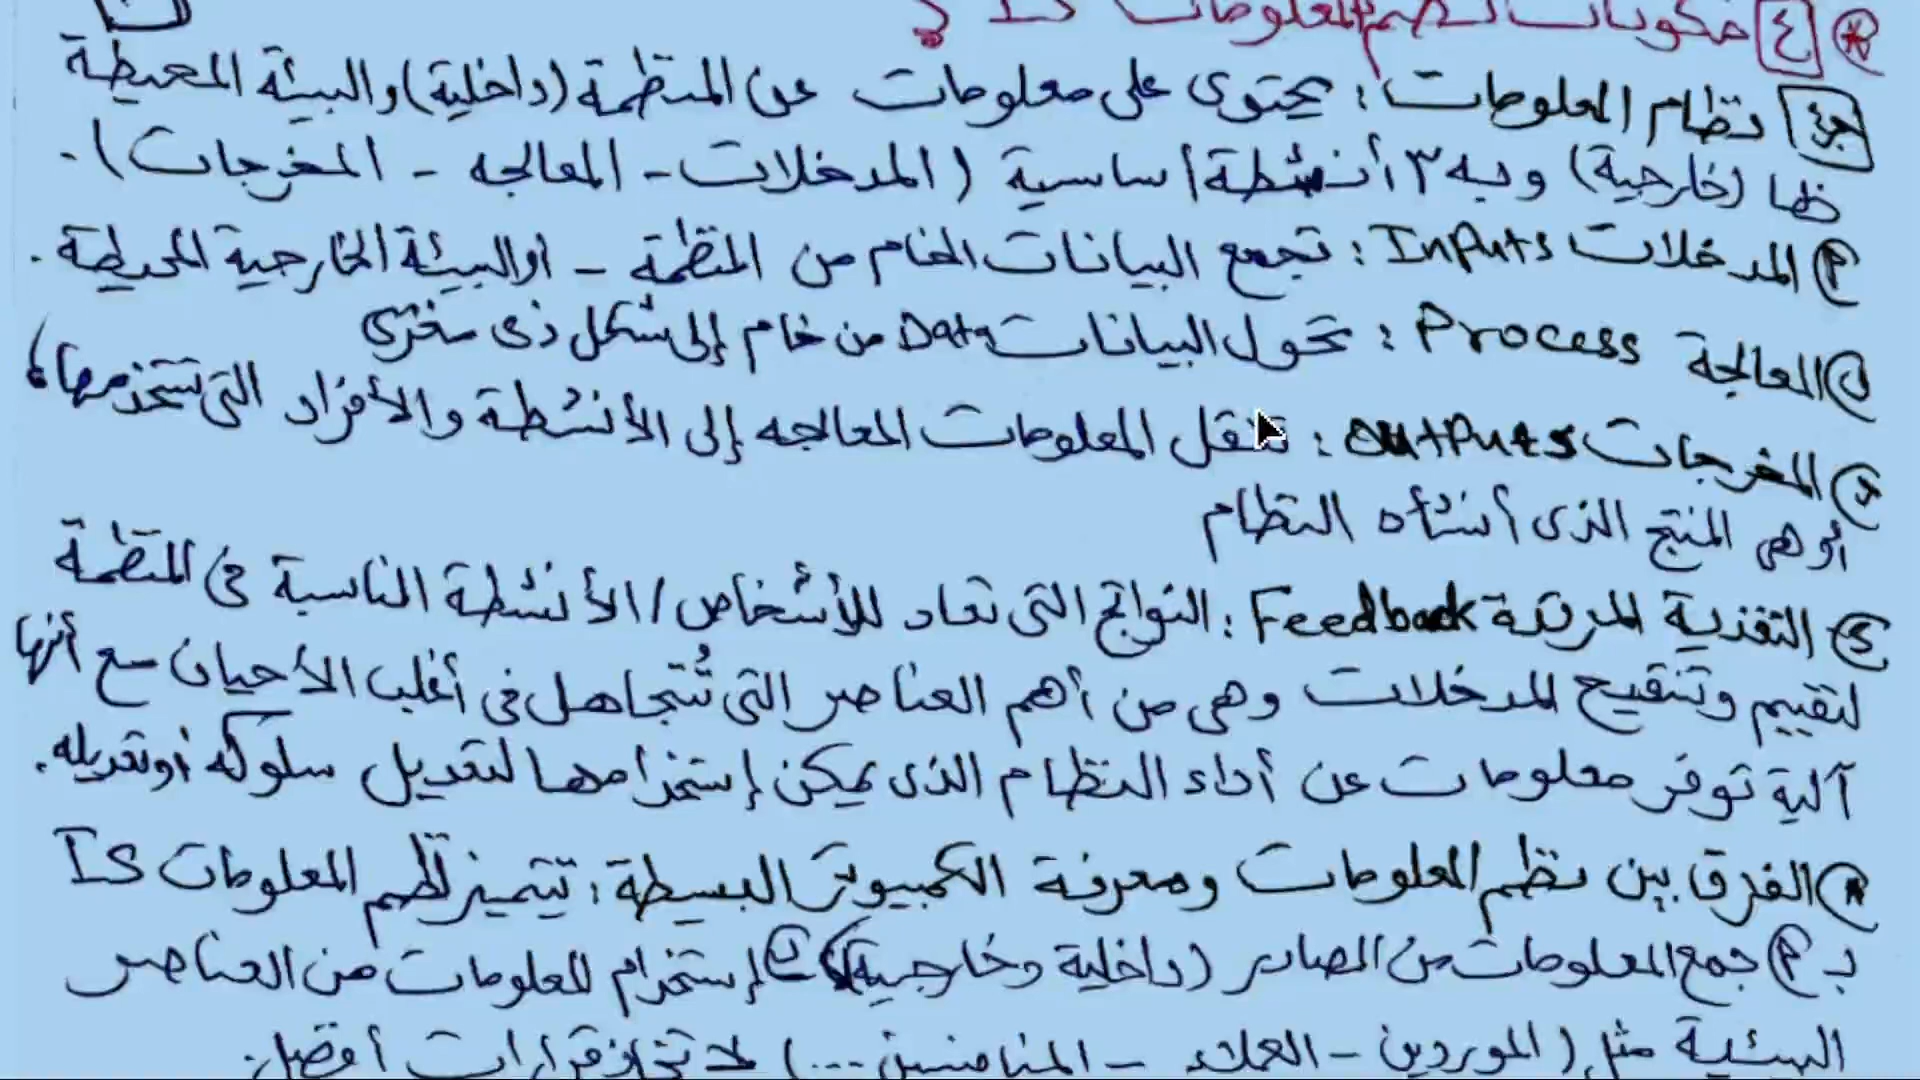 * ٤ مكونات نظم المعلومات IS ؟
ج٤ نظام المعلومات : يحتوى على معلومات عن المنظمة (داخلية) والبيئة المحيطة
بها (خارجية) وبه ٣ أنشطة أساسية (المدخلات - المعالجه - المخرجات).
أ المدخلات Inputs : تجمع البيانات الخام من المنظمة - أو البيئة الخارجية المحيطة.
ب المعالجة Process : تحول البيانات Data من خام إلى شكل ذى مغزى
ج المخرجات Outputs : تنقل المعلومات المعالجه إلى الأنشطة والأفراد التى تستخدمها،
أو هى المنتج الذى أنشأه النظام
د التغذية المرتدة Feedback : النواتج التى تعاد للأشخاص / الأنشطة المناسبة فى المنظمة
لتقييم وتنقيح المدخلات وهى من أهم العناصر التى تُتجاهل فى أغلب الأحيان مع أنها
آلية توفر معلومات عن أداء النظام الذى يمكن إستخدامها لتعديل سلوكه أو تعديله.
* الفرق بين نظم المعلومات ومعرفة الكمبيوتر البسيطة : تتميز نظم المعلومات IS
بـ أ جمع المعلومات من المصادر (داخلية وخارجية) ب إستخدام المعلومات من العناصر
البيئية مثل (الموردين - العملاء - المنافسين ...) لاتخاذ قرارات أفضل.